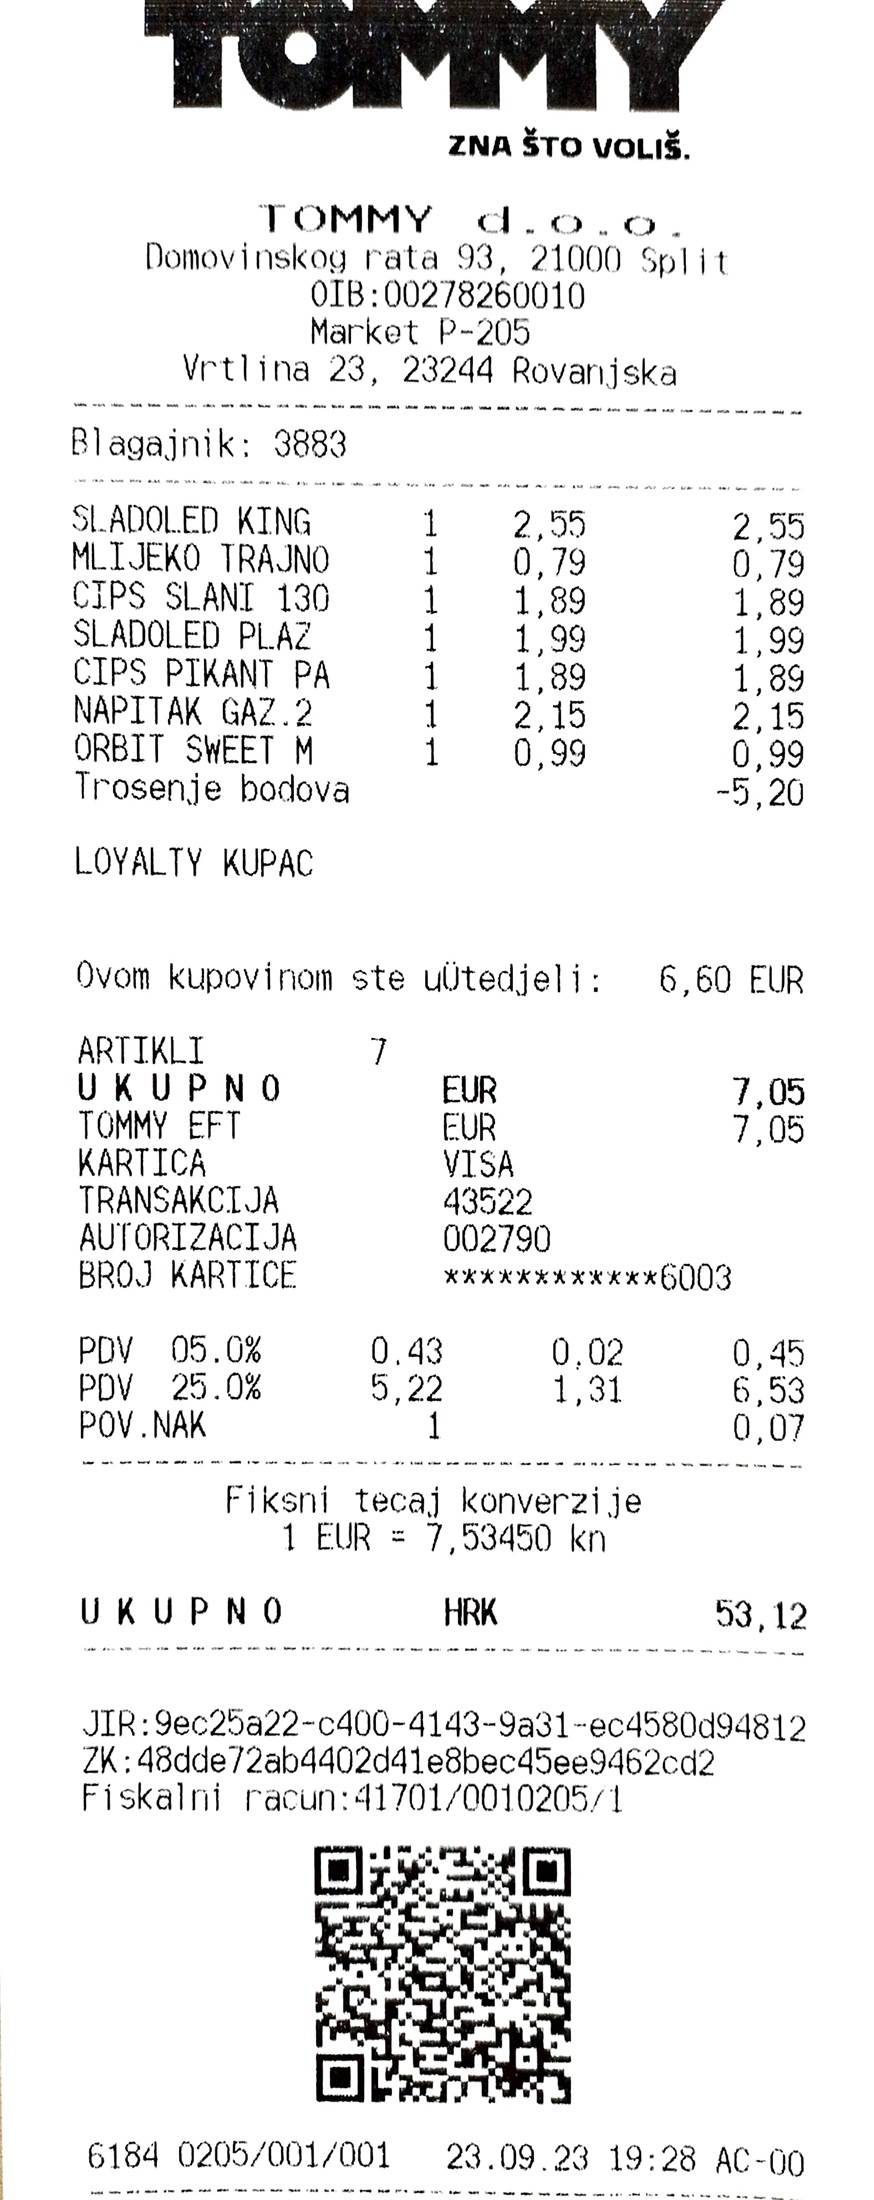 TOMMY
ZNA ŠTO VOLIŠ.
TOMMY d.o.o.
Domovinskog rata 93, 21000 Split
OIB:00278260010
Market P-205
Vrtlina 23, 23244 Rovanjska
Blagajnik: 3883
SLADOLED KING 1 2,55 2,55
MLIJEKO TRAJNO 1 0,79 0,79
CIPS SLANI 130 1 1,89 1,89
SLADOLED PLAZ 1 1,99 1,99
CIPS PIKANT PA 1 1,89 1,89
NAPITAK GAZ.2 1 2,15 2,15
ORBIT SWEET M 1 0,99 0,99
Trosenje bodova -5,20
LOYALTY KUPAC
Ovom kupovinom ste uÜtedjeli: 6,60 EUR
ARTIKLI 7
U K U P N O EUR 7,05
TOMMY EFT EUR 7,05
KARTICA VISA
TRANSAKCIJA 43522
AUTORIZACIJA 002790
BROJ KARTICE ************6003
PDV 05.0% 0.43 0,02 0,45
PDV 25.0% 5,22 1,31 6,53
POV.NAK 1 0,07
Fiksni tecaj konverzije
1 EUR = 7,53450 kn
U K U P N O HRK 53,12
JIR:9ec25a22-c400-4143-9a31-ec4580d94812
ZK:48dde72ab4402d41e8bec45ee9462cd2
Fiskalni racun:41701/0010205/1
6184 0205/001/001 23.09.23 19:28 AC-00